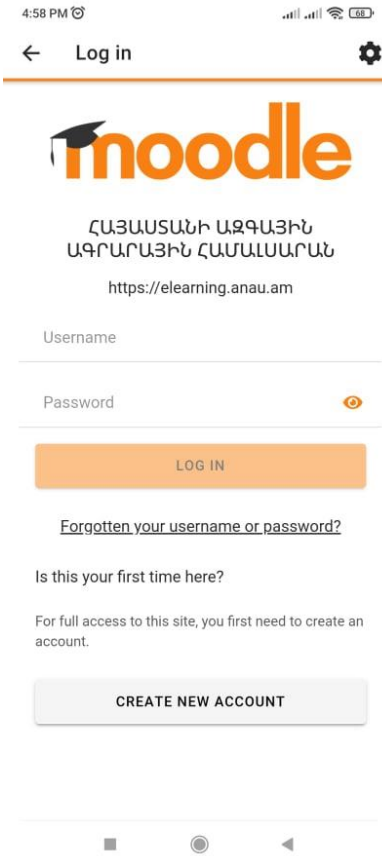 4:58 PM
68
Log in
moodle
ՀԱՅԱՍՏԱՆԻ ԱԶԳԱՅԻՆ
ԱԳՐԱՐԱՅԻՆ ՀԱՄԱԼՍԱՐԱՆ
https://elearning.anau.am
Username
Password
LOG IN
Forgotten your username or password?
Is this your first time here?
For full access to this site, you first need to create an
account.
CREATE NEW ACCOUNT